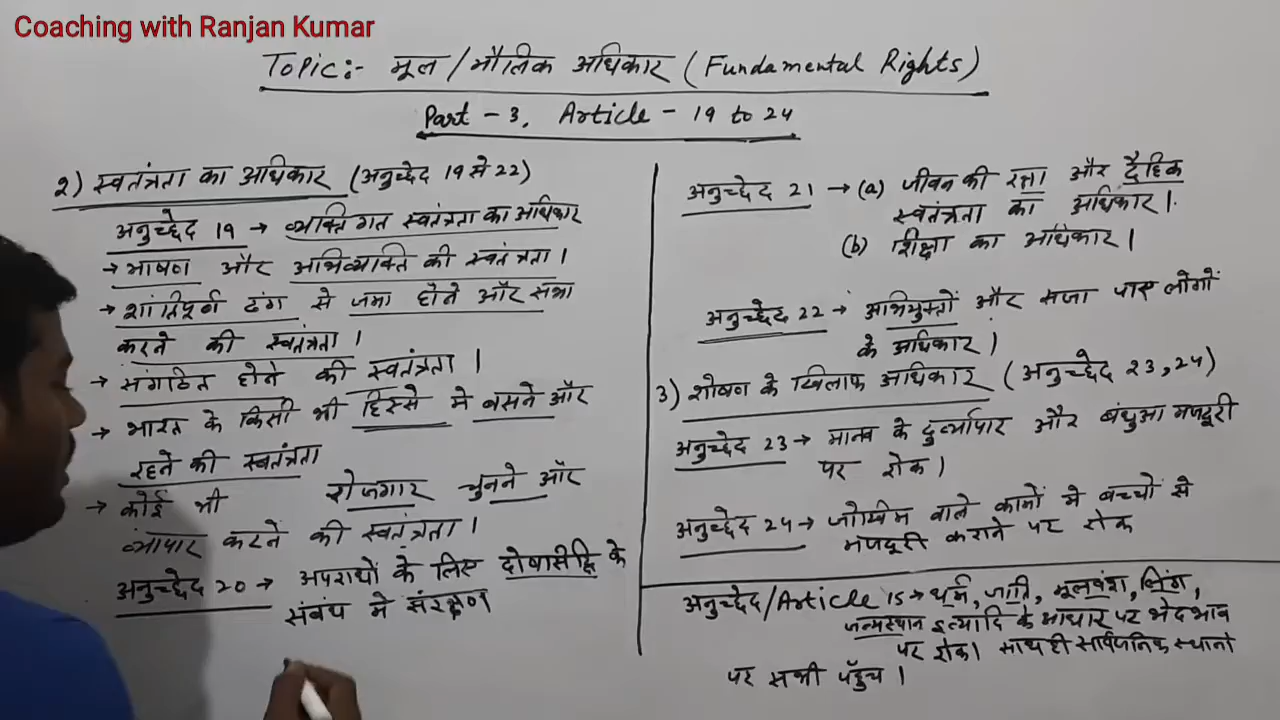 Coaching with Ranjan Kumar
Topic:- मूल/मौलिक अधिकार (Fundamental Rights)
Part - 3, Article - 19 to 24
2) स्वतंत्रता का अधिकार (अनुच्छेद 19 से 22)
अनुच्छेद 19 → व्यक्तिगत स्वतंत्रता का अधिकार
→ भाषण और अभिव्यक्ति की स्वतंत्रता।
→ शांतिपूर्ण ढंग से जमा होने और सभा
करने की स्वतंत्रता।
→ संगठित होने की स्वतंत्रता।
→ भारत के किसी भी हिस्से मे बसने और
रहने की स्वतंत्रता
→ कोई भी रोजगार चुनने और
व्यापार करने की स्वतंत्रता।
अनुच्छेद 20 → अपराधों के लिए दोषसिद्धि के
संबंध मे संरक्षण
अनुच्छेद 21 → (a) जीवन की रक्षा और दैहिक
स्वतंत्रता का अधिकार।
(b) शिक्षा का अधिकार।
अनुच्छेद 22 → अभियुक्तों और सजा पाए लोगों
के अधिकार।
3) शोषण के खिलाफ अधिकार (अनुच्छेद 23,24)
अनुच्छेद 23 → मानव के दुर्व्यापार और बंधुआ मजदूरी
पर रोक।
अनुच्छेद 24 → जोखिम वाले कामों मे बच्चों से
मजदूरी कराने पर रोक
अनुच्छेद/Article 15 → धर्म, जाति, मूलवंश, लिंग,
जन्मस्थान इत्यादि के आधार पर भेदभाव
पर रोक। साथ ही सार्वजनिक स्थानों
पर सभी पहुँच।